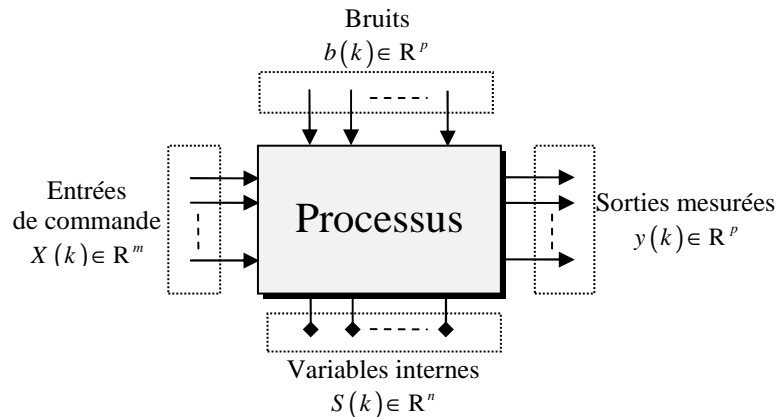 Bruits
b(k)∈ R^p
Entrées
de commande
X(k)∈ R^m
Processus
Sorties mesurées
y(k)∈ R^p
Variables internes
S(k)∈ R^n